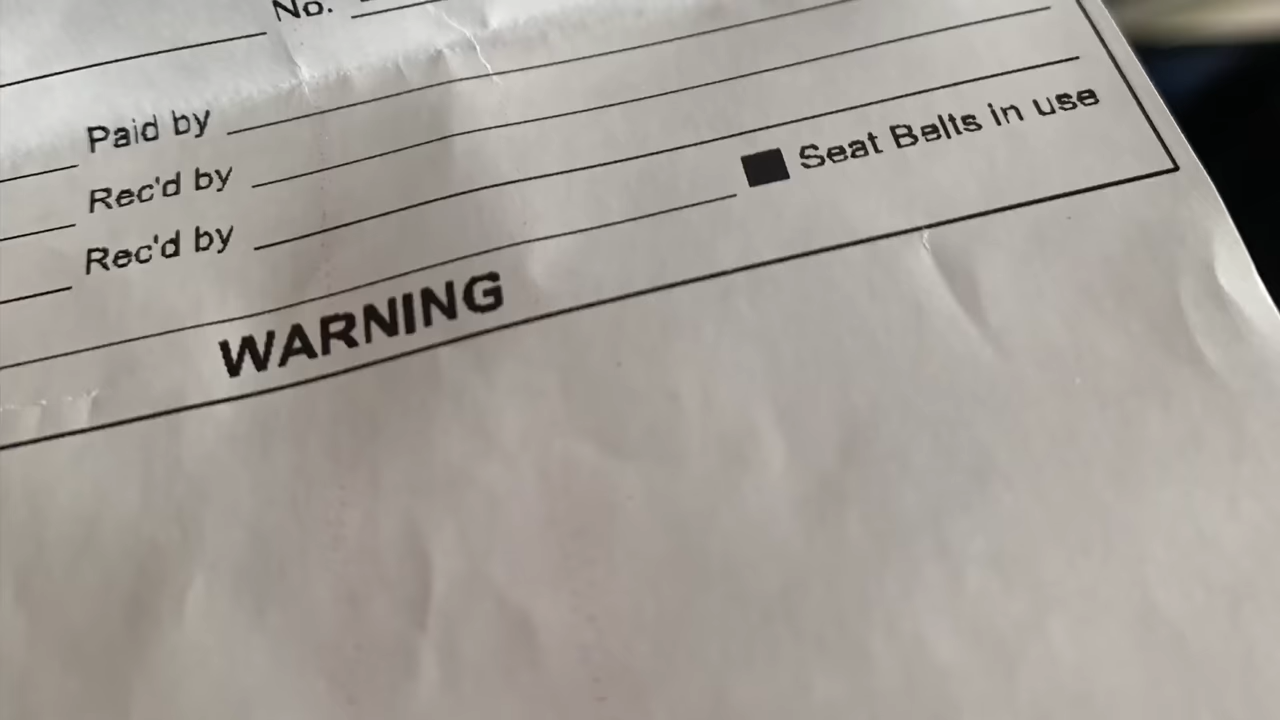 No.
Paid by
Rec'd by
Rec'd by
Seat Belts in use
WARNING